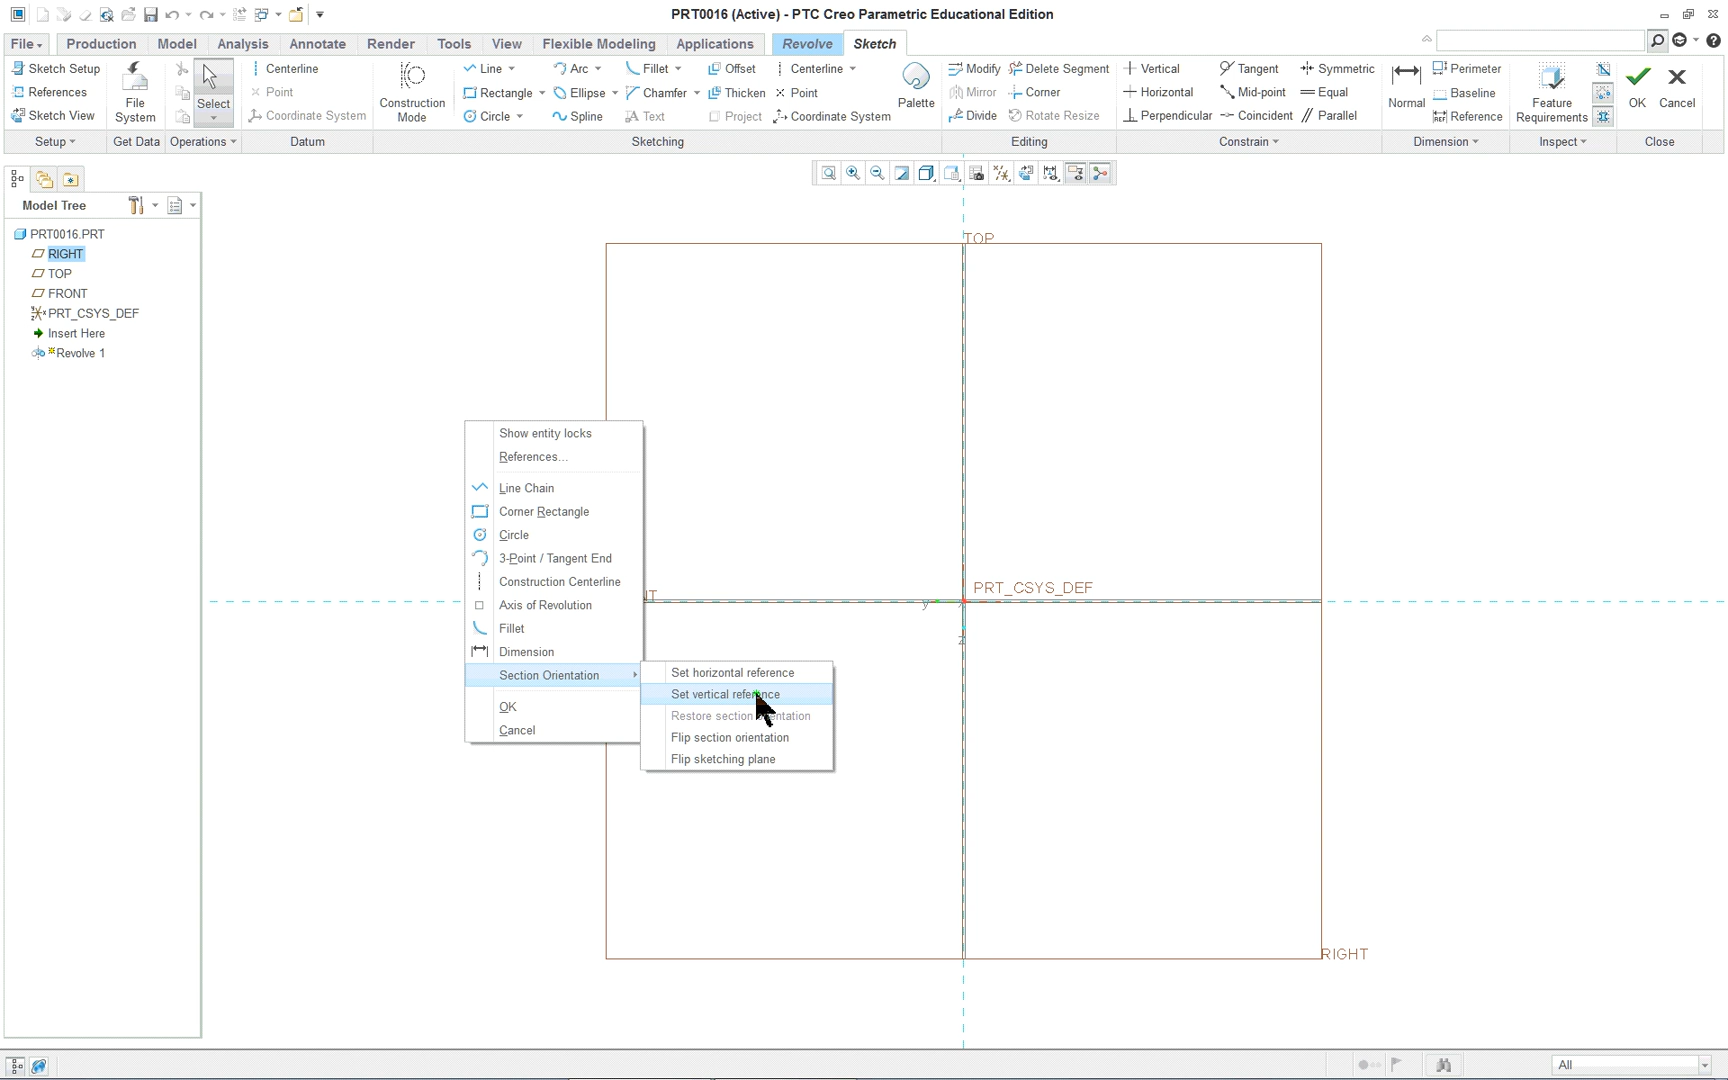 PRT0016 (Active) - PTC Creo Parametric Educational Edition
File Production Model Analysis Annotate Render Tools View Flexible Modeling Applications Revolve Sketch
Sketch Setup
References
Sketch View
File System
Select
Centerline
Point
Coordinate System
Construction Mode
Line Arc Fillet Offset Centerline
Rectangle Ellipse Chamfer Thicken Point
Circle Spline Text Project Coordinate System
Palette
Modify Delete Segment
Mirror Corner
Divide Rotate Resize
Vertical Tangent Symmetric
Horizontal Mid-point Equal
Perpendicular Coincident Parallel
Normal
Perimeter
Baseline
Reference
Feature Requirements
OK
Cancel
Setup Get Data Operations Datum Sketching Editing Constrain Dimension Inspect Close
Model Tree
PRT0016.PRT
RIGHT
TOP
FRONT
PRT_CSYS_DEF
Insert Here
Revolve 1
TOP
Show entity locks
References...
Line Chain
Corner Rectangle
Circle
3-Point / Tangent End
Construction Centerline
Axis of Revolution
Fillet
Dimension
Section Orientation
OK
Cancel
Set horizontal reference
Set vertical reference
Restore section orientation
Flip section orientation
Flip sketching plane
NT
PRT_CSYS_DEF
y
z
RIGHT
All